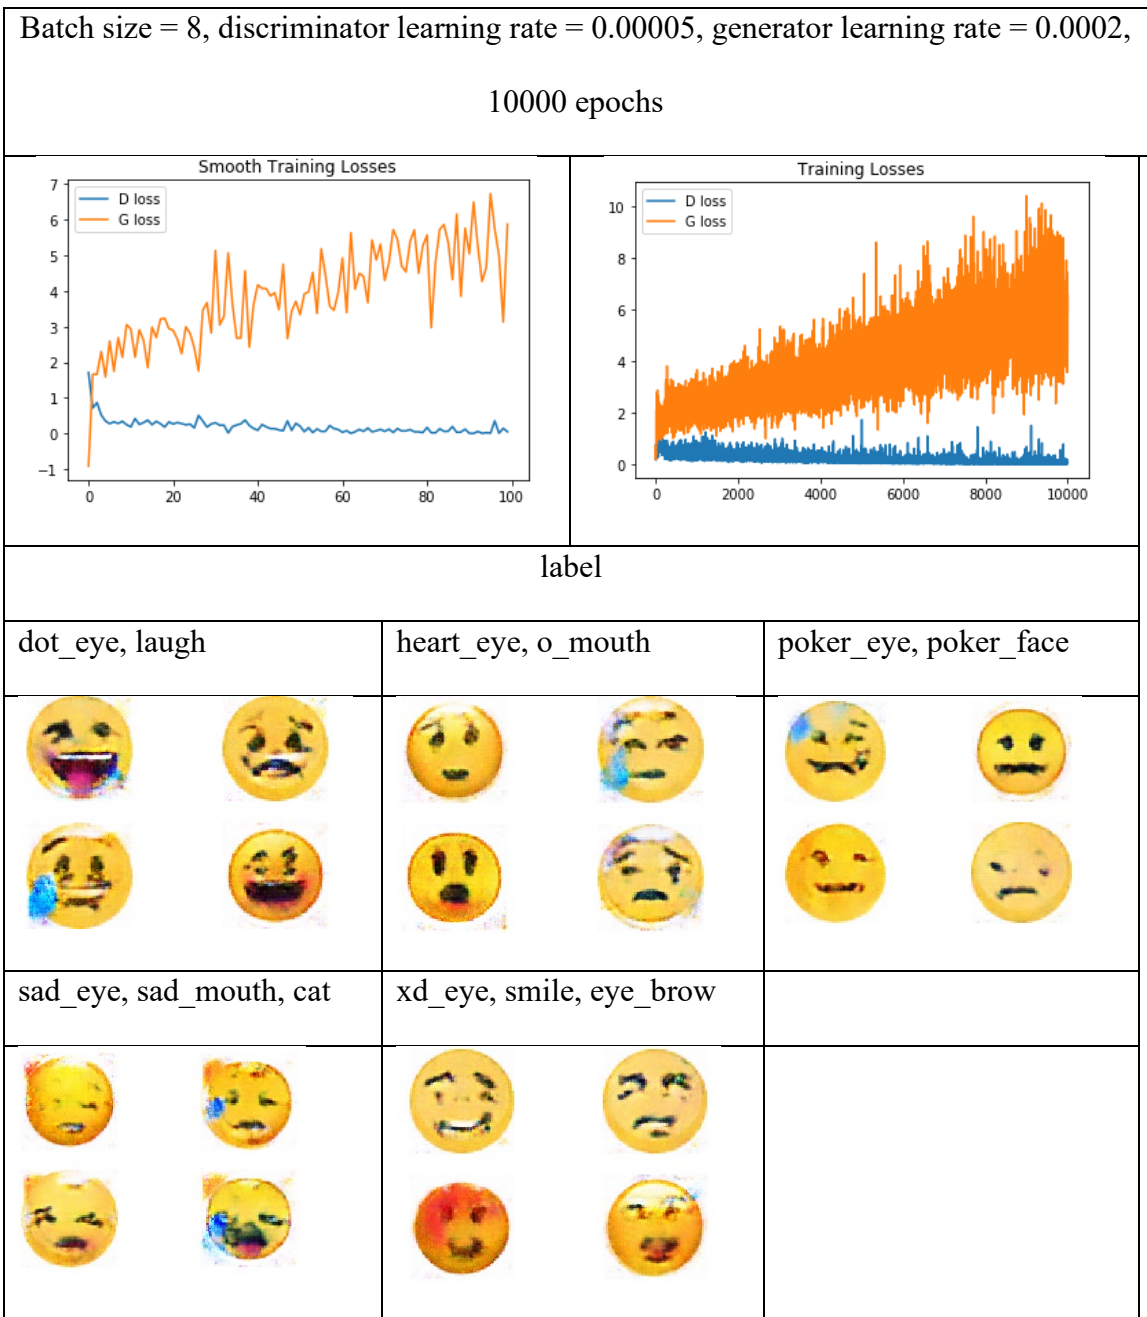 Batch size = 8, discriminator learning rate = 0.00005, generator learning rate = 0.0002,
10000 epochs
Smooth Training Losses
7
6
5
4
3
2
1
0
−1
D loss
G loss
0 20 40 60 80 100
Training Losses
10
8
6
4
2
0
D loss
G loss
0 2000 4000 6000 8000 10000
label
dot_eye, laugh
heart_eye, o_mouth
poker_eye, poker_face
sad_eye, sad_mouth, cat
xd_eye, smile, eye_brow